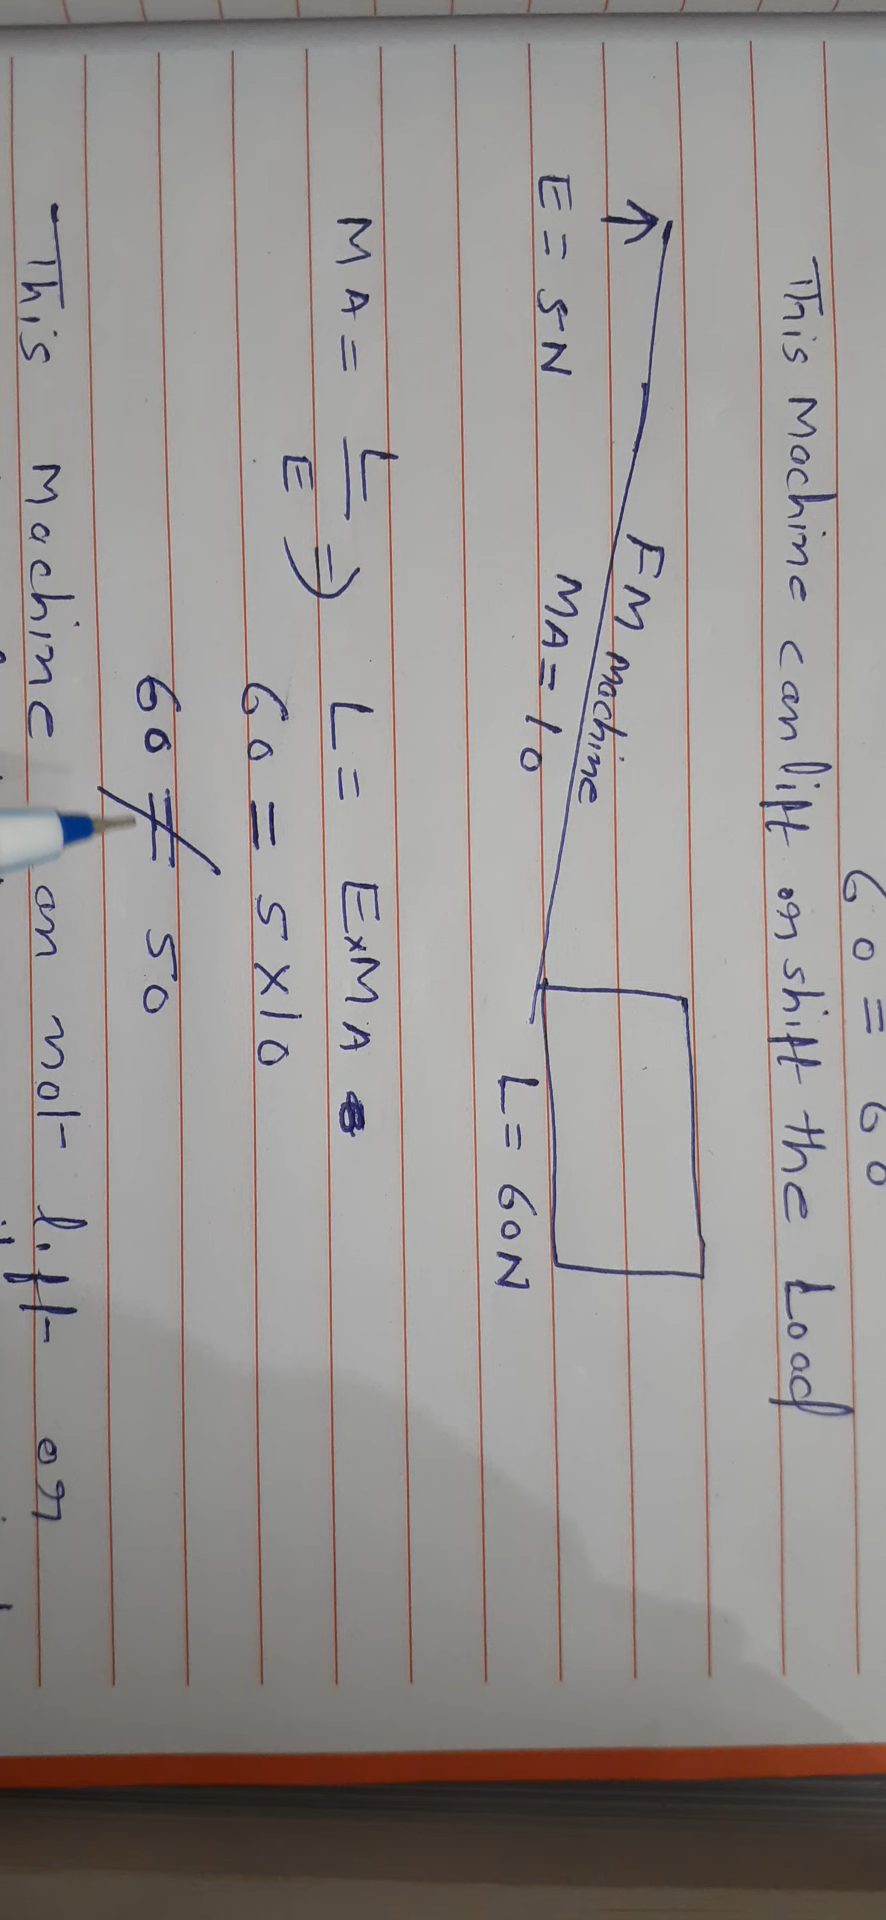 60 = 60
This Machine can lift or shift the Load
FM Machine
E = 5N
MA = 10
L = 60N
MA = L/E ⇒ L = E×MA
60 = 5×10
60 ≠ 50
This Machine can not lift or